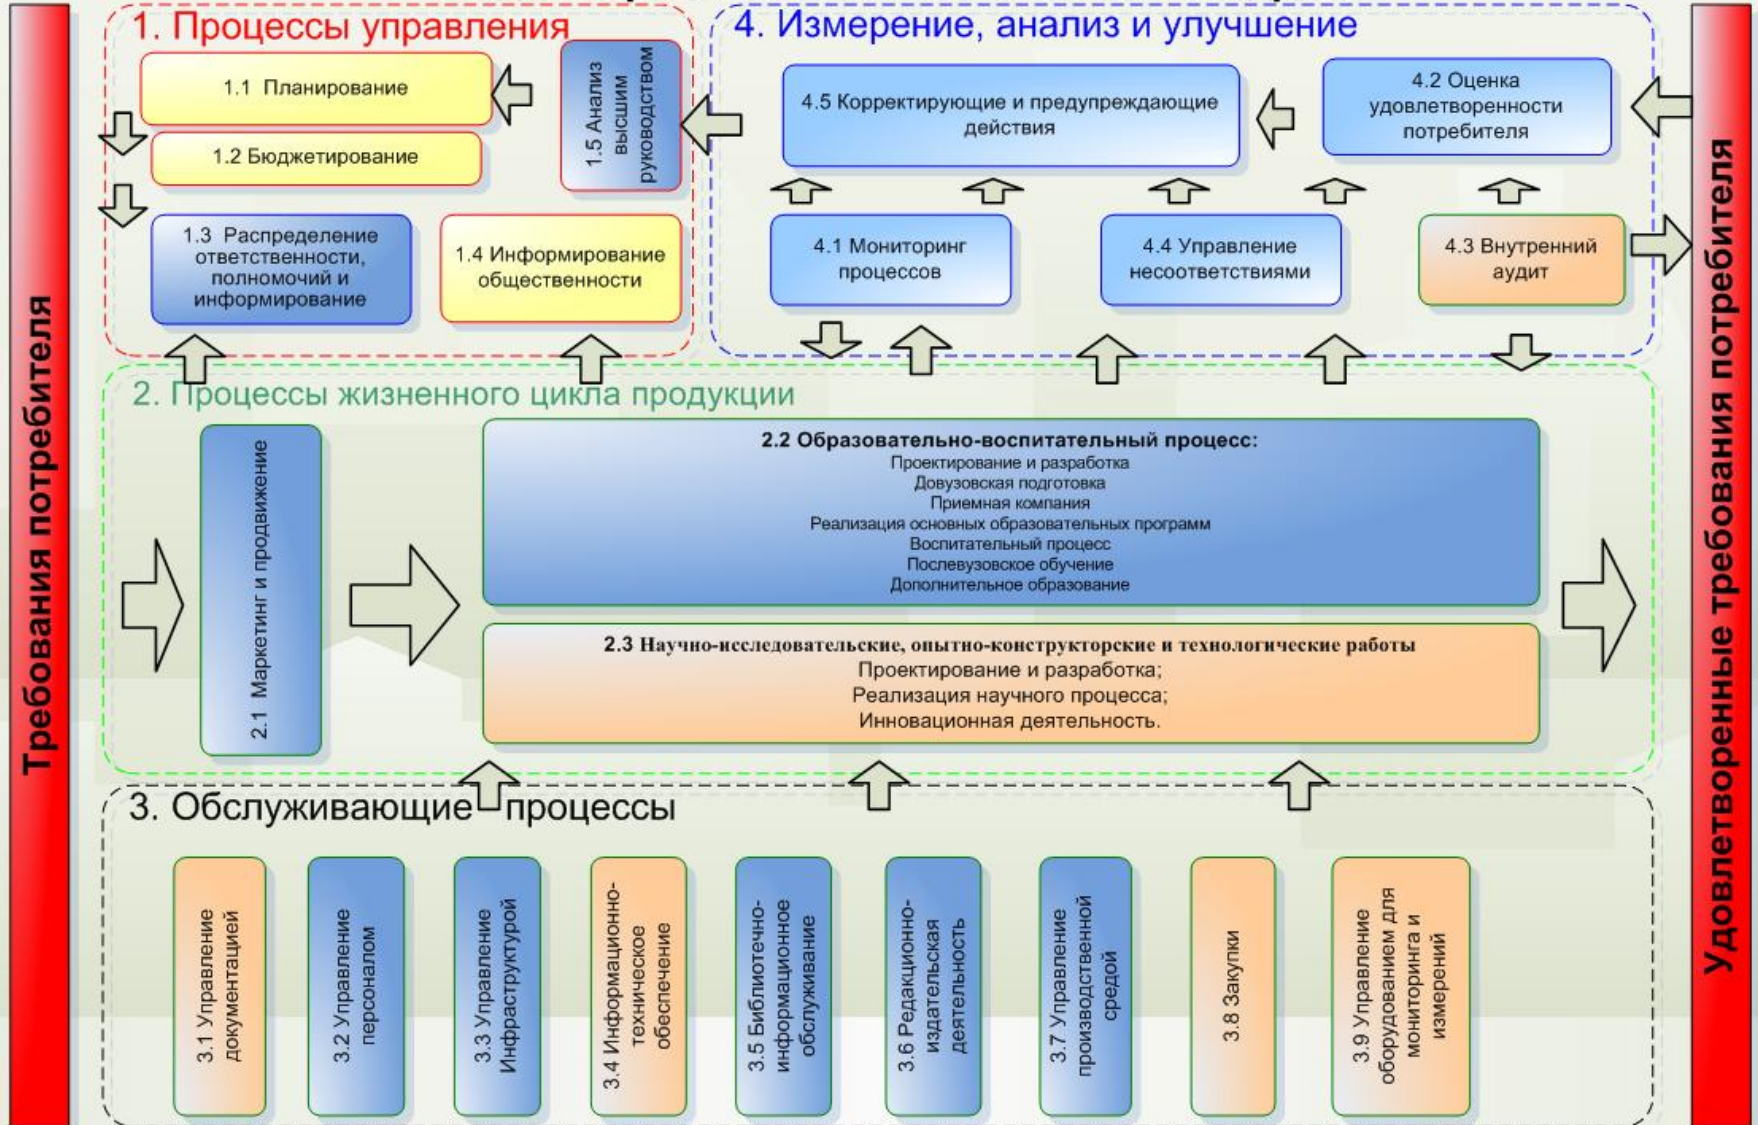 Требования потребителя
1. Процессы управления
1.1 Планирование
1.2 Бюджетирование
1.3 Распределение
ответственности,
полномочий и
информирование
1.4 Информирование
общественности
1.5 Анализ
высшим
руководством
4. Измерение, анализ и улучшение
4.5 Корректирующие и предупреждающие
действия
4.2 Оценка
удовлетворенности
потребителя
4.1 Мониторинг
процессов
4.4 Управление
несоответствиями
4.3 Внутренний
аудит
2. Процессы жизненного цикла продукции
2.1 Маркетинг и продвижение
2.2 Образовательно-воспитательный процесс:
Проектирование и разработка
Довузовская подготовка
Приемная компания
Реализация основных образовательных программ
Воспитательный процесс
Послевузовское обучение
Дополнительное образование
2.3 Научно-исследовательские, опытно-конструкторские и технологические работы
Проектирование и разработка;
Реализация научного процесса;
Инновационная деятельность.
3. Обслуживающие процессы
3.1 Управление
документацией
3.2 Управление
персоналом
3.3 Управление
Инфраструктурой
3.4 Информационно-
техническое
обеспечение
3.5 Библиотечно-
информационное
обслуживание
3.6 Редакционно-
издательская
деятельность
3.7 Управление
производственной
средой
3.8 Закупки
3.9 Управление
оборудованием для
мониторинга и
измерений
Удовлетворенные требования потребителя